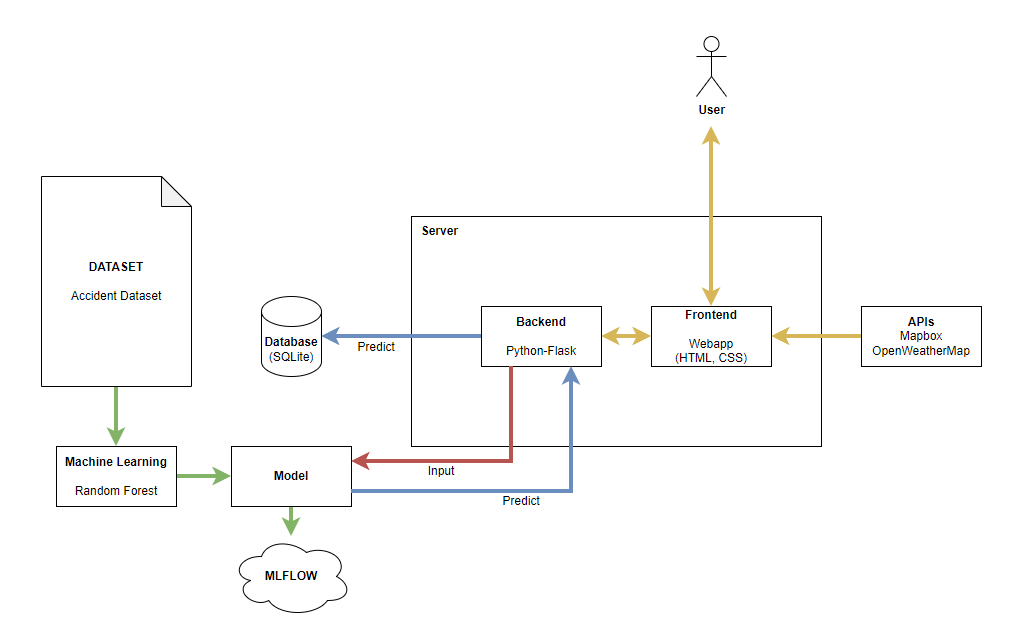 User
Server
DATASET
Accident Dataset
Database
(SQLite)
Predict
Backend
Python-Flask
Frontend
Webapp
(HTML, CSS)
APIs
Mapbox
OpenWeatherMap
Machine Learning
Random Forest
Model
Input
Predict
MLFLOW